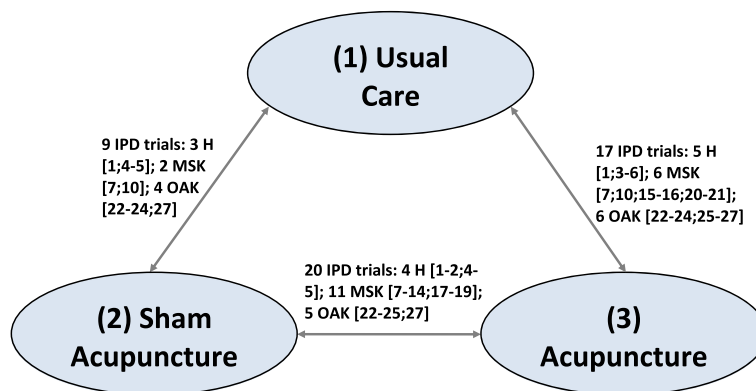 (1) Usual
Care
9 IPD trials: 3 H
[1;4-5]; 2 MSK
[7;10]; 4 OAK
[22-24;27]
17 IPD trials: 5 H
[1;3-6]; 6 MSK
[7;10;15-16;20-21];
6 OAK [22-24;25-27]
20 IPD trials: 4 H [1-2;4-
5]; 11 MSK [7-14;17-19];
5 OAK [22-25;27]
(2) Sham
Acupuncture
(3)
Acupuncture